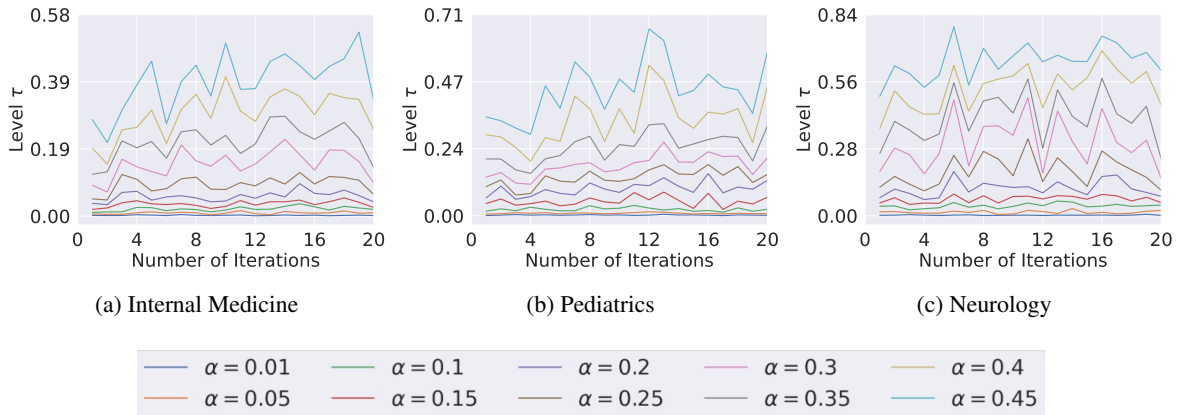 0.58
0.39
0.19
0.00
Level τ
0 4 8 12 16 20
Number of Iterations
(a) Internal Medicine
0.71
0.47
0.24
0.00
Level τ
0 4 8 12 16 20
Number of Iterations
(b) Pediatrics
0.84
0.56
0.28
0.00
Level τ
0 4 8 12 16 20
Number of Iterations
(c) Neurology
α = 0.01 α = 0.1 α = 0.2 α = 0.3 α = 0.4
α = 0.05 α = 0.15 α = 0.25 α = 0.35 α = 0.45